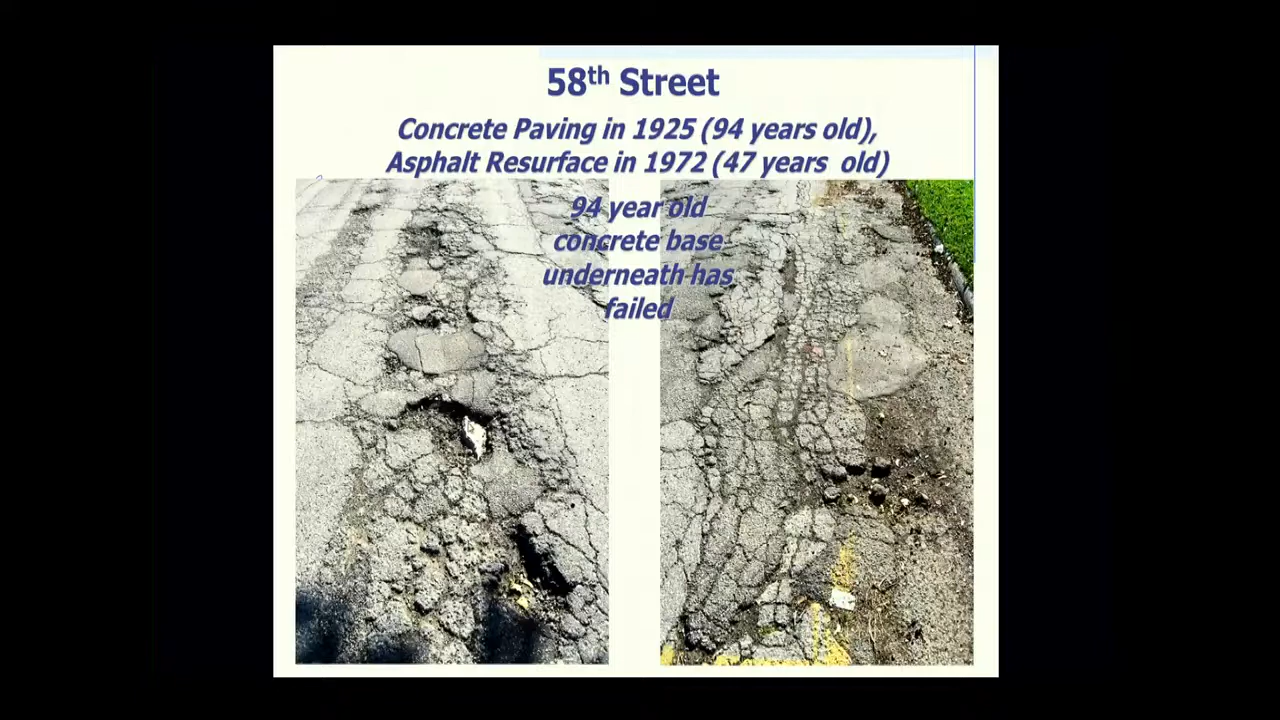 58th Street
Concrete Paving in 1925 (94 years old),
Asphalt Resurface in 1972 (47 years old)
94 year old
concrete base
underneath has
failed